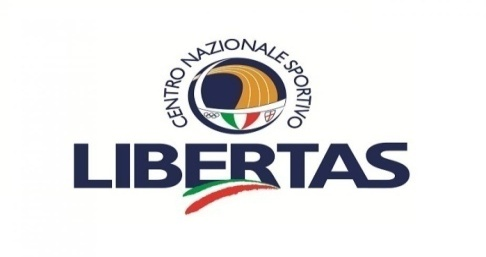 CENTRO NAZIONALE SPORTIVO
LIBERTAS